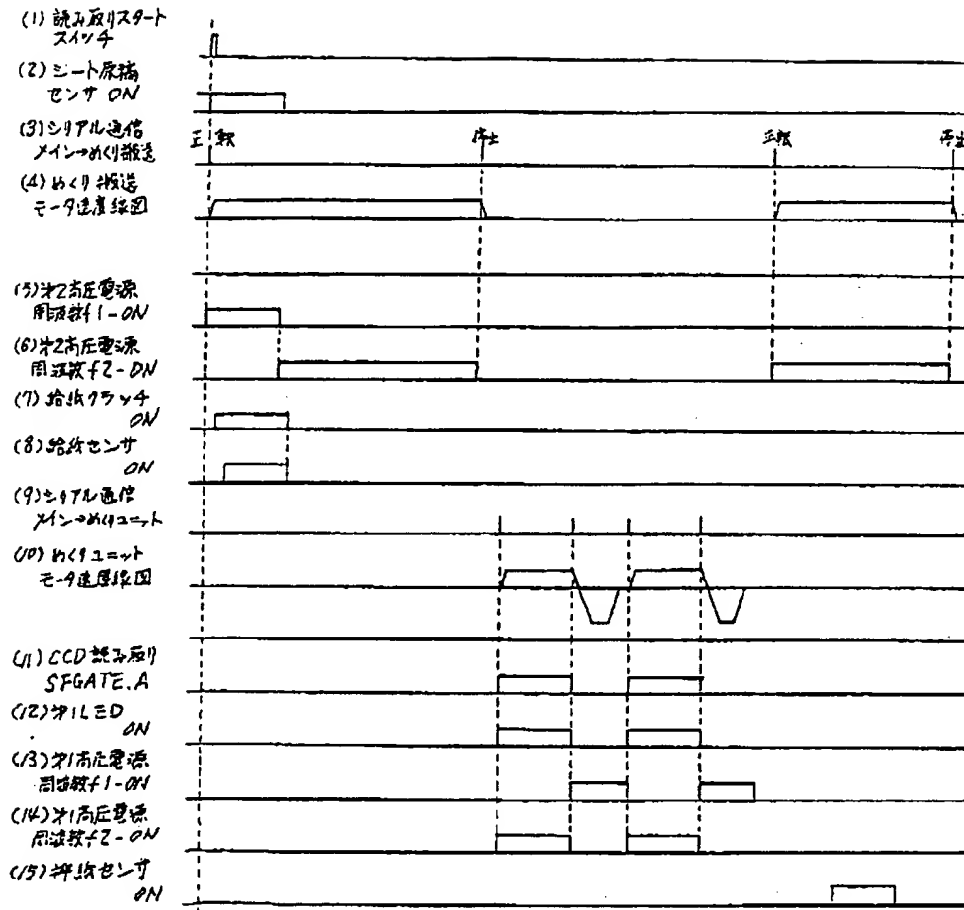 (1) 読み取りスタート
スイッチ
(2) シート原稿
センサ ON
(3) シリアル通信
メイン→めくり搬送
正転 停止 正転 停止
(4) めくり搬送
モータ速度線図
(5) 第2高圧電源
周波数f1-ON
(6) 第2高圧電源
周波数f2-ON
(7) 給紙クラッチ
ON
(8) 給紙センサ
ON
(9) シリアル通信
メイン→めくりユニット
(10) めくりユニット
モータ速度線図
(11) CCD読み取り
SFGATE.A
(12) 第1LED
ON
(13) 第1高圧電源
周波数f1-ON
(14) 第1高圧電源
周波数f2-ON
(15) 排紙センサ
ON